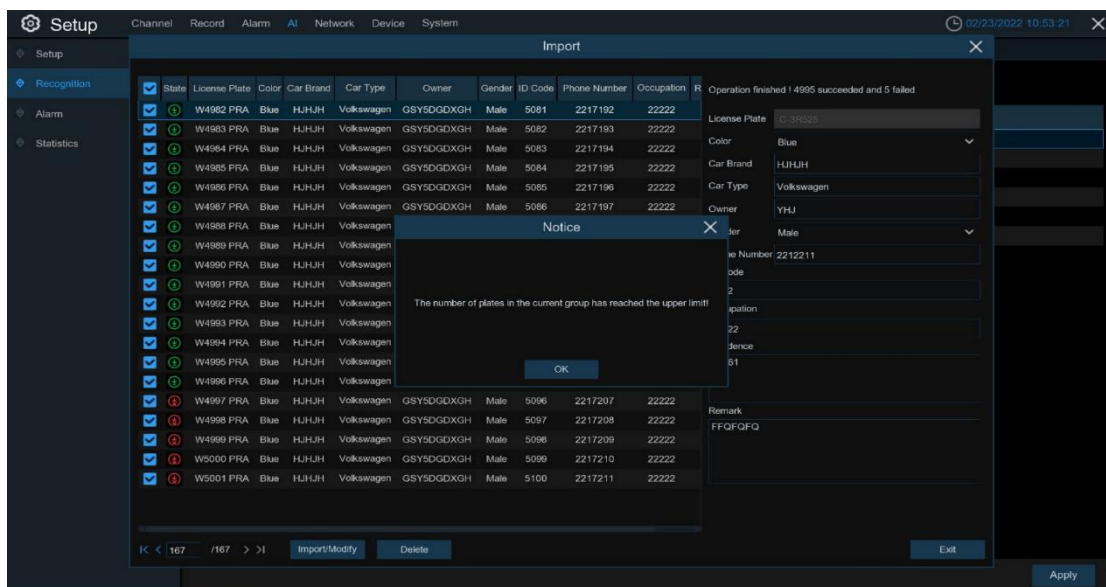 Setup Channel Record Alarm AI Network Device System 02/23/2022 10:53:21
Import
Setup
Recognition
Alarm
Statistics
State License Plate Color Car Brand Car Type Owner Gender ID Code Phone Number Occupation R
W4982 PRA Blue HJHJH Volkswagen GSY5DGDXGH Male 5081 2217192 22222
W4983 PRA Blue HJHJH Volkswagen GSY5DGDXGH Male 5082 2217193 22222
W4984 PRA Blue HJHJH Volkswagen GSY5DGDXGH Male 5083 2217194 22222
W4985 PRA Blue HJHJH Volkswagen GSY5DGDXGH Male 5084 2217195 22222
W4986 PRA Blue HJHJH Volkswagen GSY5DGDXGH Male 5085 2217196 22222
W4987 PRA Blue HJHJH Volkswagen GSY5DGDXGH Male 5086 2217197 22222
W4988 PRA Blue HJHJH Volkswagen
W4989 PRA Blue HJHJH Volkswagen
W4990 PRA Blue HJHJH Volkswagen
W4991 PRA Blue HJHJH Volkswagen
W4992 PRA Blue HJHJH Volkswagen
W4993 PRA Blue HJHJH Volkswagen
W4994 PRA Blue HJHJH Volkswagen
W4995 PRA Blue HJHJH Volkswagen
W4996 PRA Blue HJHJH Volkswagen
W4997 PRA Blue HJHJH Volkswagen GSY5DGDXGH Male 5096 2217207 22222
W4998 PRA Blue HJHJH Volkswagen GSY5DGDXGH Male 5097 2217208 22222
W4999 PRA Blue HJHJH Volkswagen GSY5DGDXGH Male 5098 2217209 22222
W5000 PRA Blue HJHJH Volkswagen GSY5DGDXGH Male 5099 2217210 22222
W5001 PRA Blue HJHJH Volkswagen GSY5DGDXGH Male 5100 2217211 22222
167 /167 Import/Modify Delete Exit
Operation finished ! 4995 succeeded and 5 failed.
License Plate C-3R525
Color Blue
Car Brand HJHJH
Car Type Volkswagen
Owner YHJ
der Male
ne Number 2212211
ode
2
upation
22
dence
61
Remark
FFQFQFQ
Notice
The number of plates in the current group has reached the upper limit!
OK
Apply